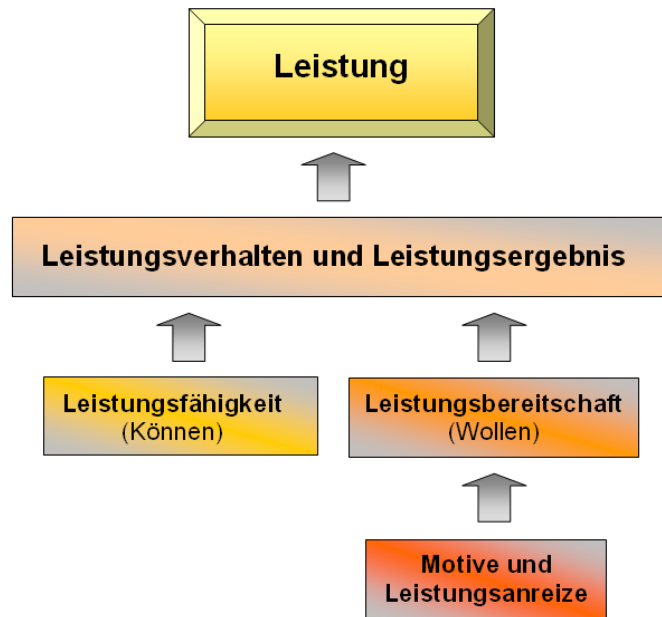 Leistung
Leistungsverhalten und Leistungsergebnis
Leistungsfähigkeit
(Können)
Leistungsbereitschaft
(Wollen)
Motive und
Leistungsanreize